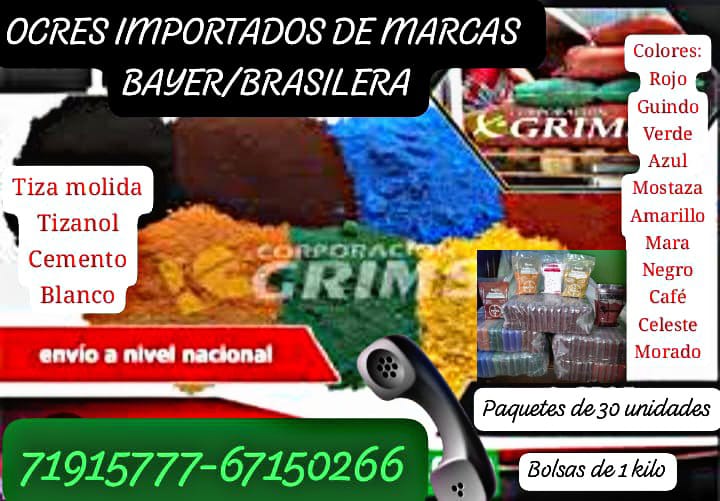 OCRES IMPORTADOS DE MARCAS
BAYER/BRASILERA
Colores:
Rojo
Guindo
Verde
Azul
Mostaza
Amarillo
Mara
Negro
Café
Celeste
Morado
CORPORACION
GRIMS
Tiza molida
Tizanol
Cemento
Blanco
CORPORACION
GRIMS
envío a nivel nacional
Paquetes de 30 unidades
71915777-67150266
Bolsas de 1 kilo